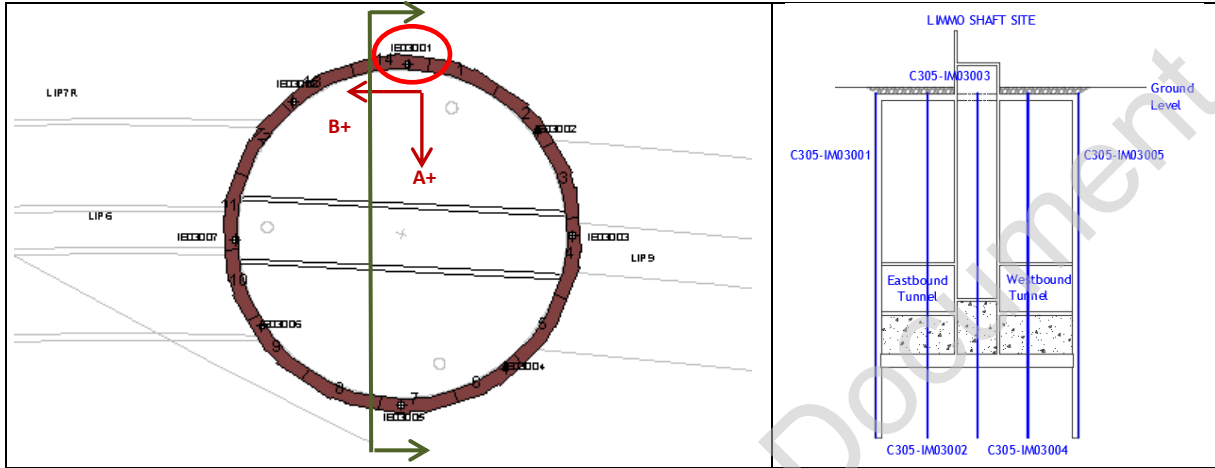 IE03001
14
1
LIP7R
B+
2
IE03002
A+
3
11
LIP6
IE03007
IE03003
4
LIP9
10
IE03006
5
9
IE03004
8
7
6
IE03005
LIMMO SHAFT SITE
C305-IM03003
Ground
Level
C305-IM03001
C305-IM03005
Eastbound
Tunnel
Westbound
Tunnel
C305-IM03002
C305-IM03004
Document